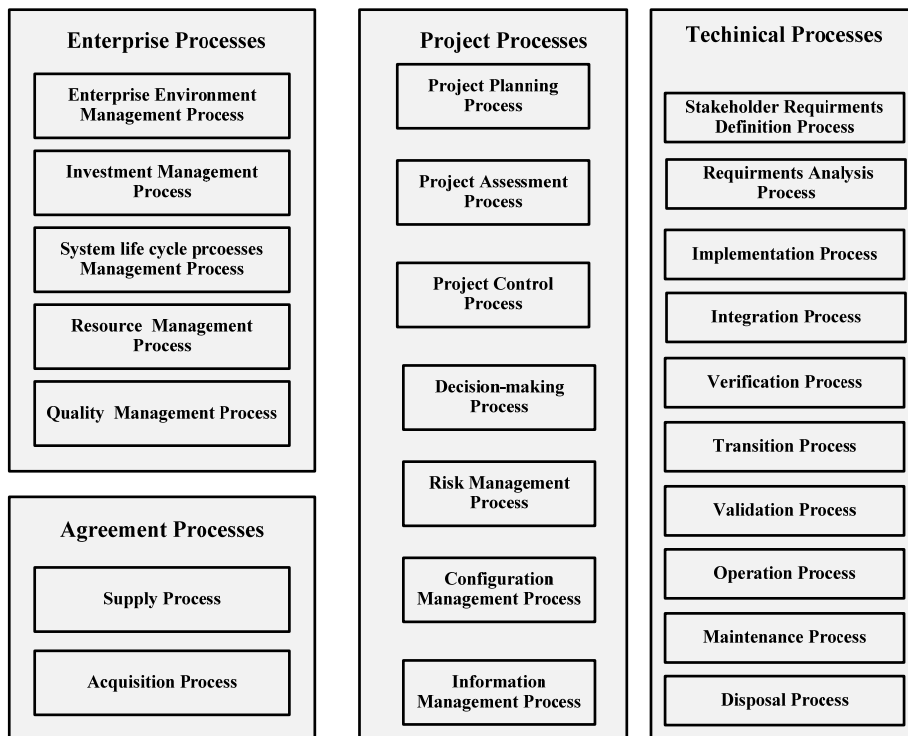 Enterprise Processes
Enterprise Environment
Management Process
Investment Management
Process
System life cycle prcoesses
Management Process
Resource Management
Process
Quality Management Process
Agreement Processes
Supply Process
Acquisition Process
Project Processes
Project Planning
Process
Project Assessment
Process
Project Control
Process
Decision-making
Process
Risk Management
Process
Configuration
Management Process
Information
Management Process
Techinical Processes
Stakeholder Requirments
Definition Process
Requirments Analysis
Process
Implementation Process
Integration Process
Verification Process
Transition Process
Validation Process
Operation Process
Maintenance Process
Disposal Process